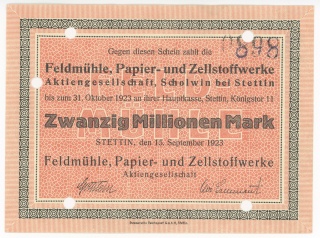 Gegen diesen Schein zahlt die
0898
Feldmühle, Papier- und Zellstoffwerke
Aktiengesellschaft, Scholwin bei Stettin
bis zum 31. Oktober 1923 an ihrer Hauptkasse, Stettin, Königstor 11
Zwanzig Millionen Mark
STETTIN, den 13. September 1923
Feldmühle, Papier- und Zellstoffwerke
Aktiengesellschaft